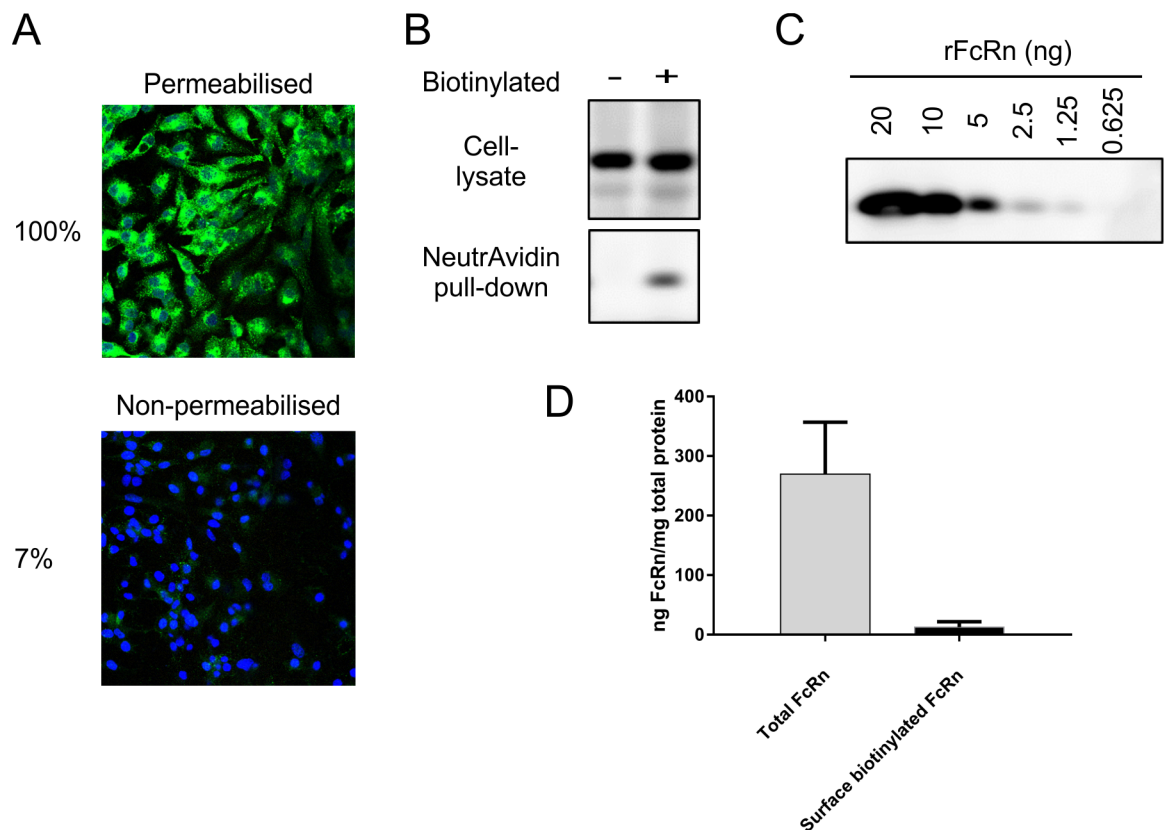 A
Permeabilised
100%
Non-permeabilised
7%
B
Biotinylated - +
Cell-
lysate
NeutrAvidin
pull-down
C
rFcRn (ng)
20 10 5 2.5 1.25 0.625
D
ng FcRn/mg total protein
400
300
200
100
0
Total FcRn
Surface biotinylated FcRn